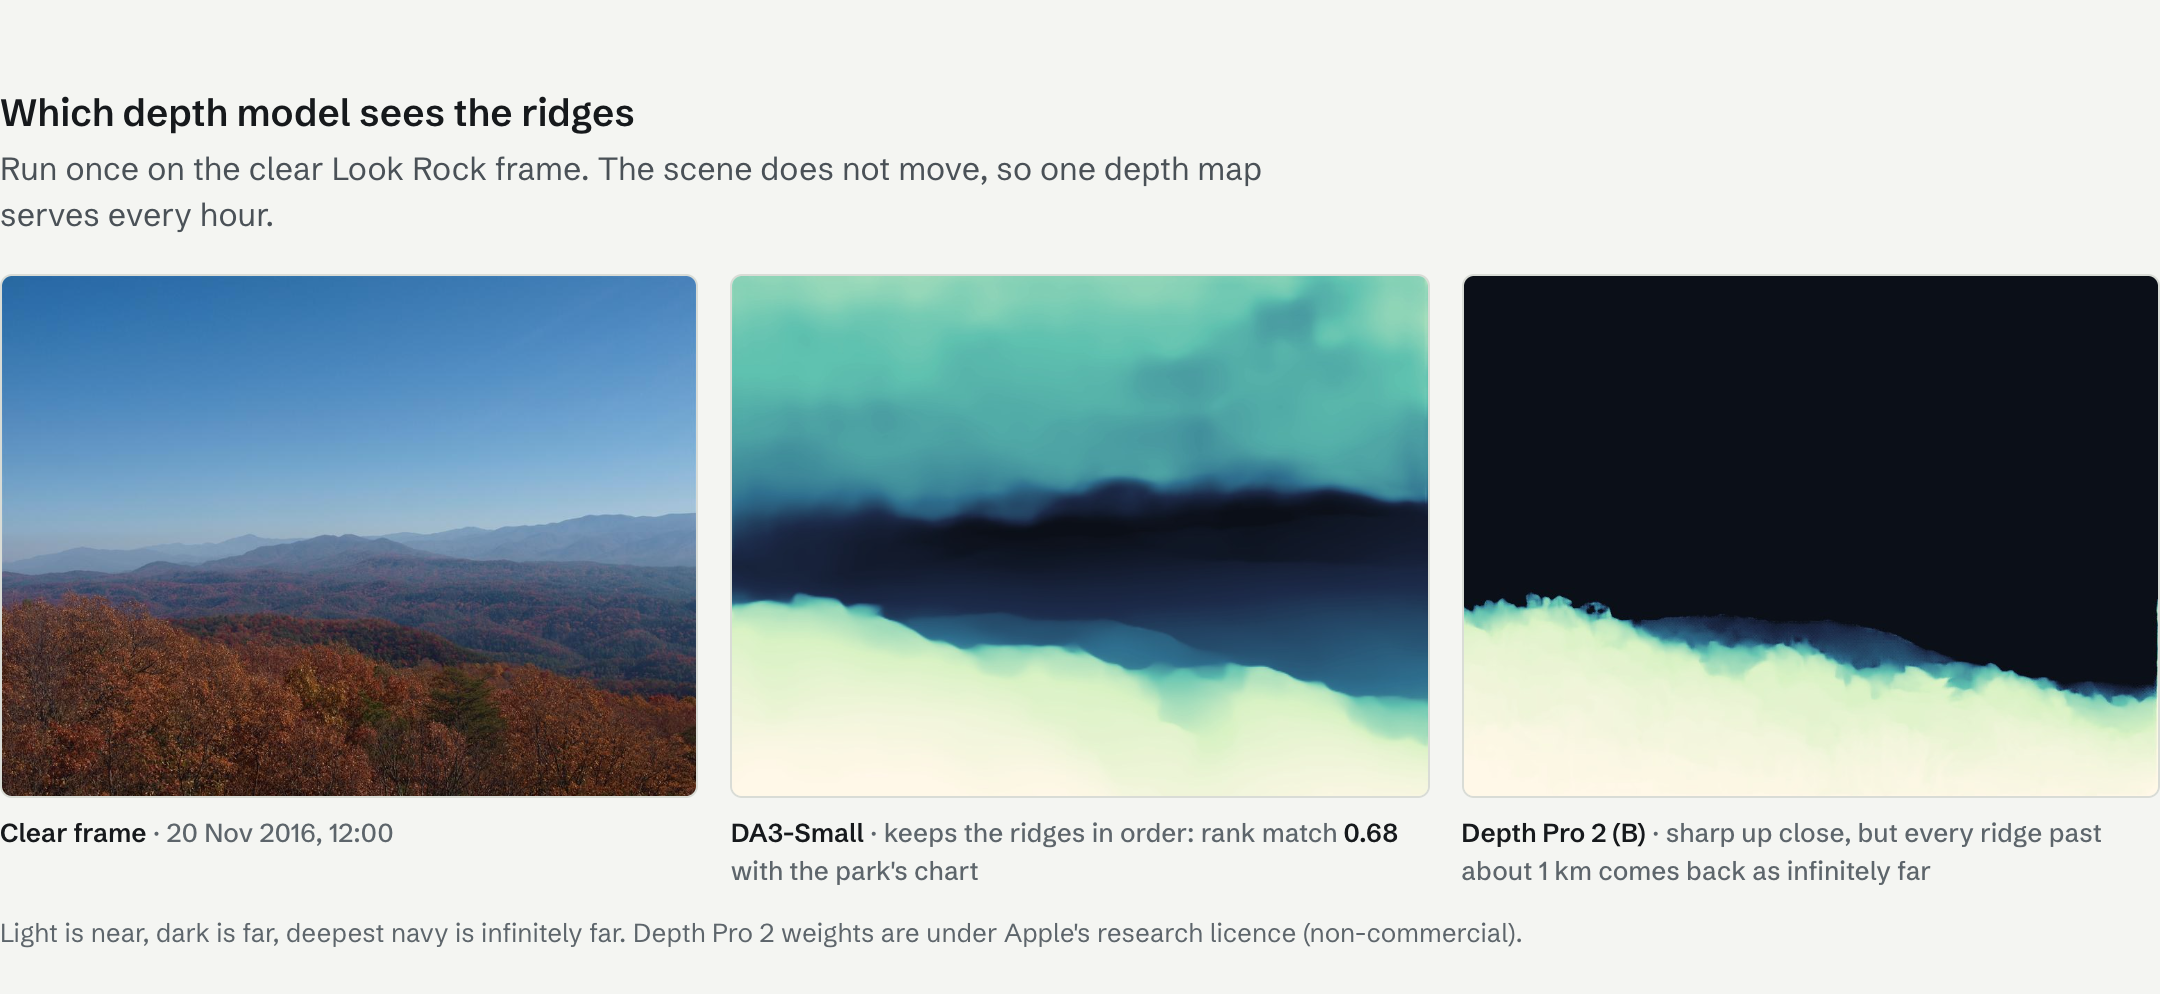 Which depth model sees the ridges
Run once on the clear Look Rock frame. The scene does not move, so one depth map
serves every hour.
Clear frame · 20 Nov 2016, 12:00
DA3-Small · keeps the ridges in order: rank match 0.68
with the park's chart
Depth Pro 2 (B) · sharp up close, but every ridge past
about 1 km comes back as infinitely far
Light is near, dark is far, deepest navy is infinitely far. Depth Pro 2 weights are under Apple's research licence (non-commercial).